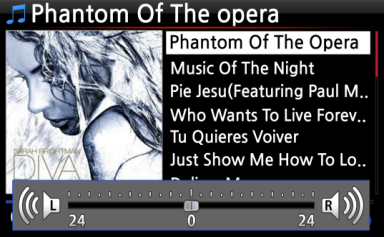 Phantom Of The opera
Phantom Of The Opera
Music Of The Night
Pie Jesu(Featuring Paul M..
Who Wants To Live Forev..
Tu Quieres Voiver
Just Show Me How To Lo..
SARAH BRIGHTMAN
DIVA
L
R
24
0
24